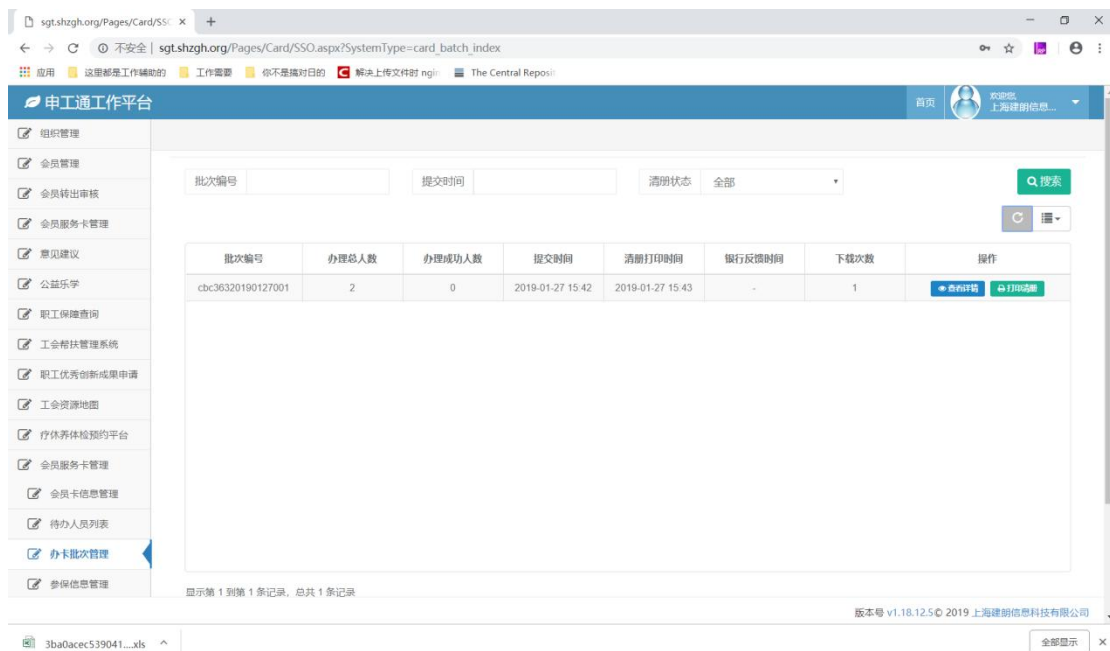 sgt.shzgh.org/Pages/Card/SSC
不安全 | sgt.shzgh.org/Pages/Card/SSO.aspx?SystemType=card_batch_index
应用 这里都是工作辅助的 工作需要 你不是搞对日的 解决上传文件时 ngin The Central Reposit
申工通工作平台
首页
欢迎您,
上海建朗信息...
组织管理
会员管理
会员转出审核
会员服务卡管理
意见建议
公益乐学
职工保障查询
工会帮扶管理系统
职工优秀创新成果申请
工会资源地图
疗休养体检预约平台
会员服务卡管理
会员卡信息管理
待办人员列表
办卡批次管理
参保信息管理
批次编号 提交时间 清册状态 全部 搜索
批次编号 办理总人数 办理成功人数 提交时间 清册打印时间 银行反馈时间 下载次数 操作
cbc36320190127001 2 0 2019-01-27 15:42 2019-01-27 15:43 - 1 查看详情 打印清册
显示第 1 到第 1 条记录，总共 1 条记录
版本号 v1.18.12.5© 2019 上海建朗信息科技有限公司
3ba0acec539041....xls 全部显示